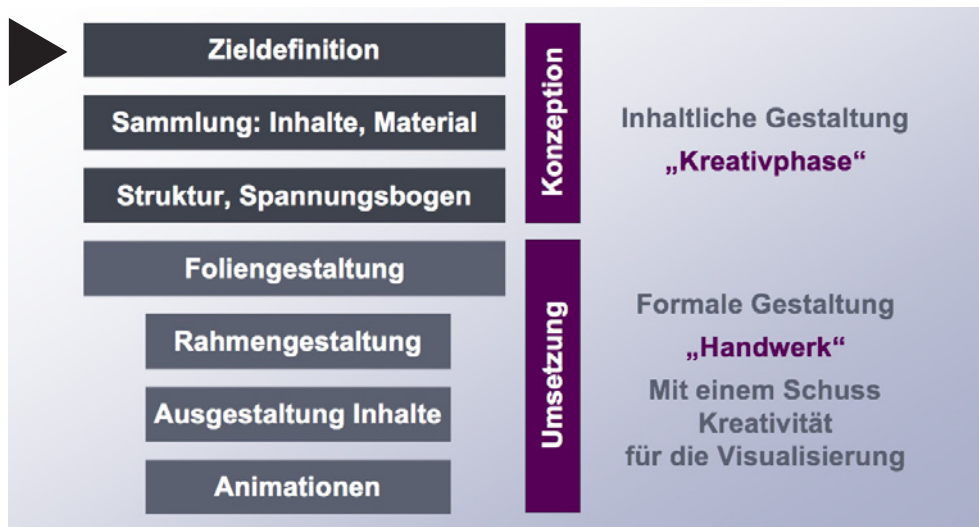 Zieldefinition
Sammlung: Inhalte, Material
Struktur, Spannungsbogen
Konzeption
Inhaltliche Gestaltung
„Kreativphase“
Foliengestaltung
Rahmengestaltung
Ausgestaltung Inhalte
Animationen
Umsetzung
Formale Gestaltung
„Handwerk“
Mit einem Schuss
Kreativität
für die Visualisierung